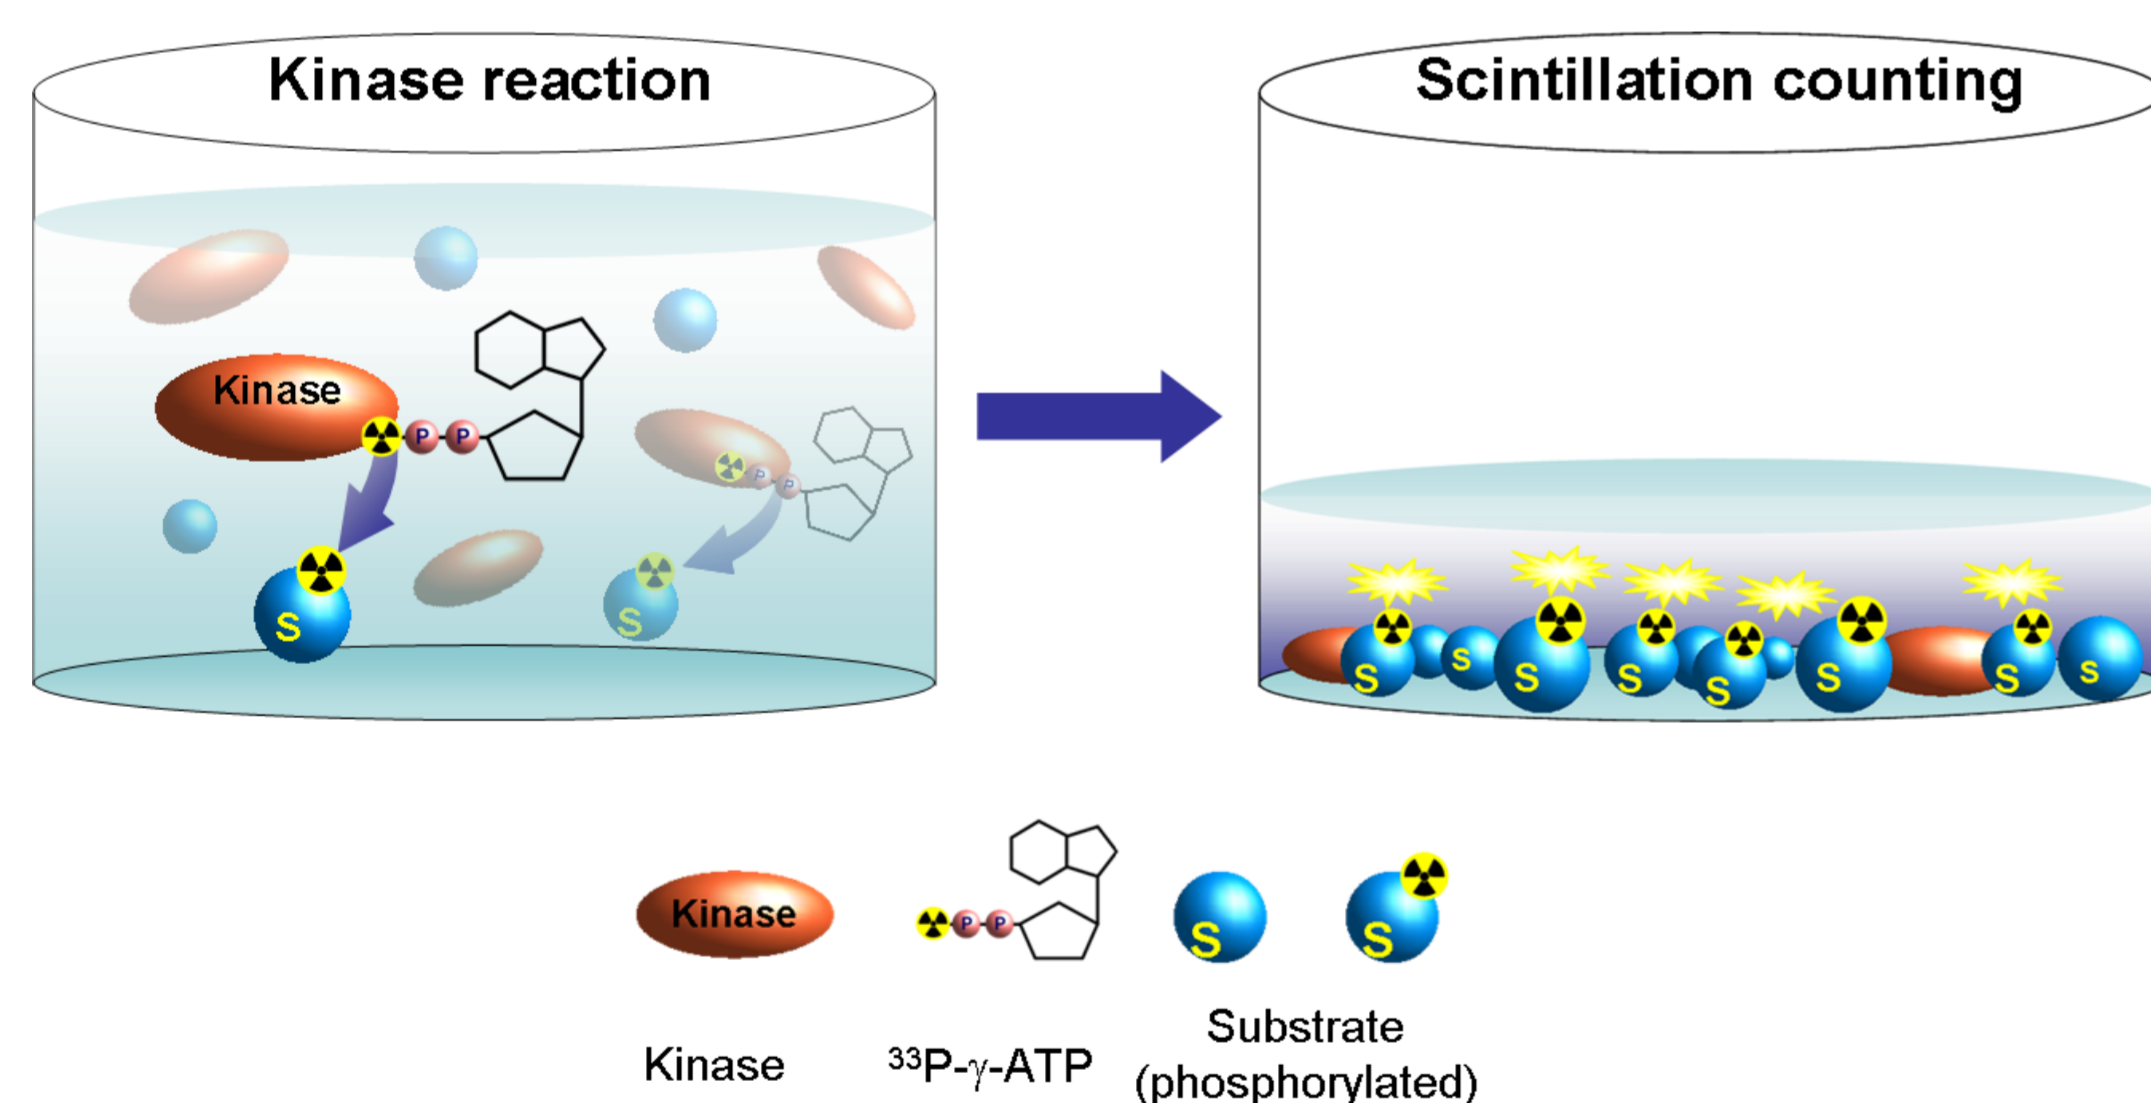 Kinase reaction
Scintillation counting
Kinase
P P
P P
S
S
S
S
S
S
S
S
S
S
Kinase
P P
S
S
Kinase
³³P-γ-ATP
Substrate
(phosphorylated)